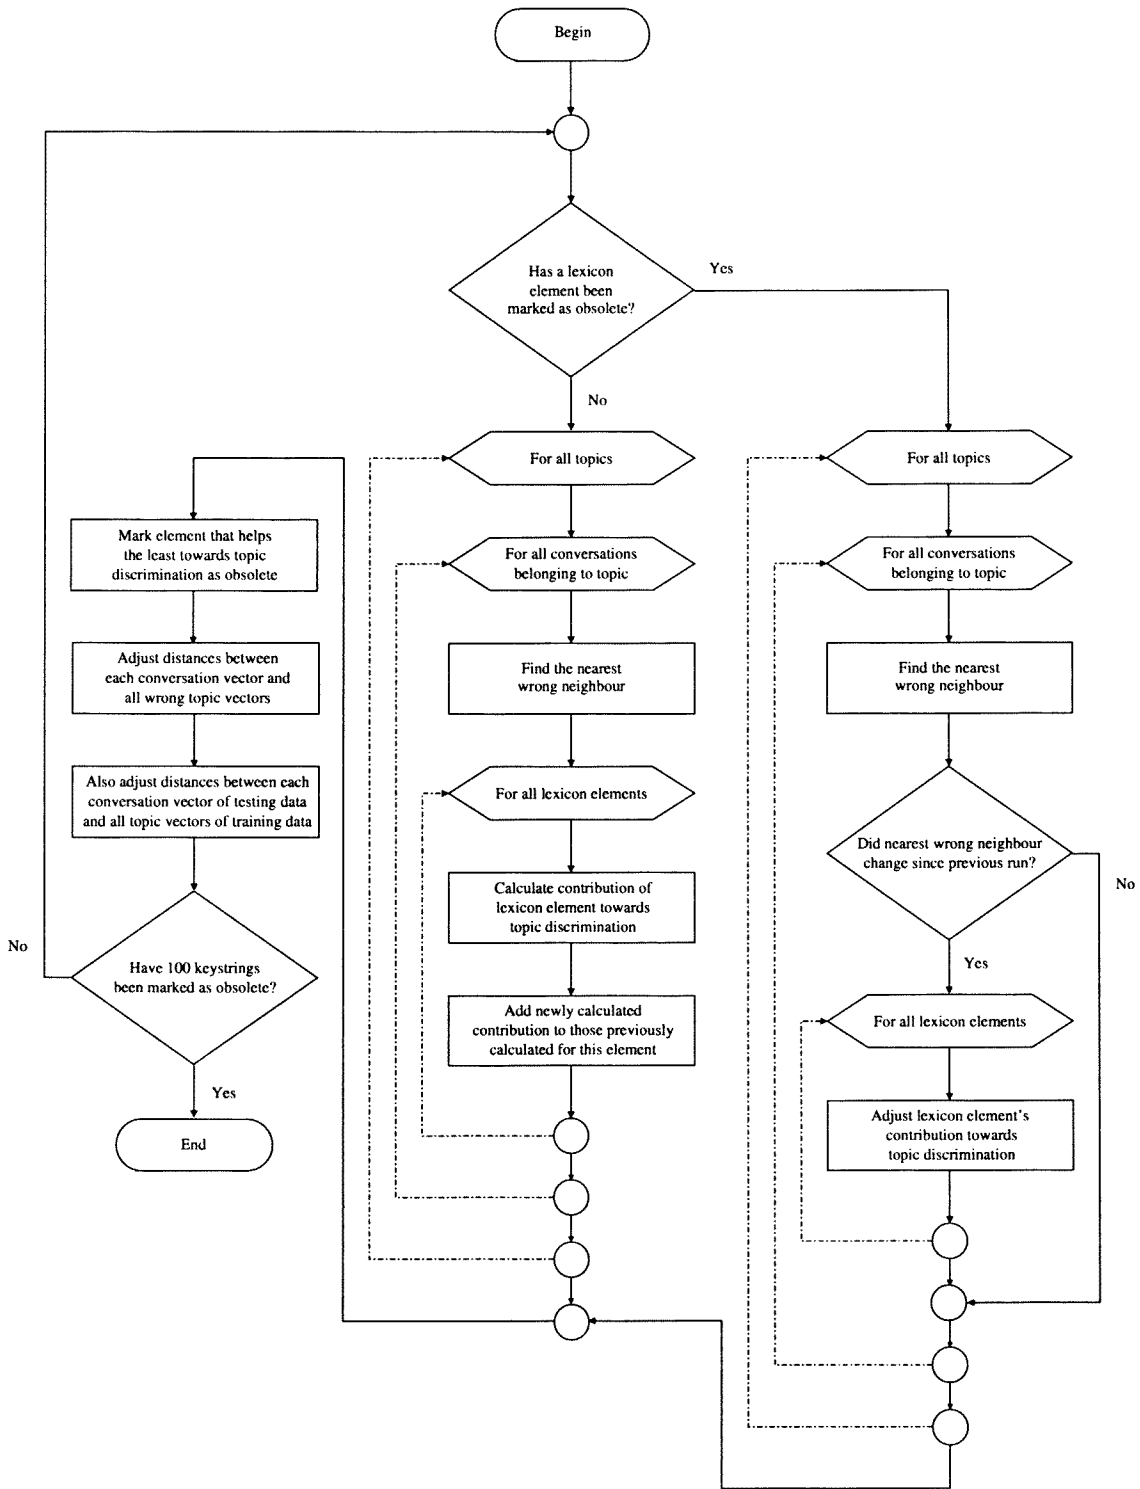 Begin
Has a lexicon
element been
marked as obsolete?
Yes
No
For all topics
For all conversations
belonging to topic
Find the nearest
wrong neighbour
For all lexicon elements
Calculate contribution of
lexicon element towards
topic discrimination
Add newly calculated
contribution to those previously
calculated for this element
For all topics
For all conversations
belonging to topic
Find the nearest
wrong neighbour
Did nearest wrong neighbour
change since previous run?
No
Yes
For all lexicon elements
Adjust lexicon element's
contribution towards
topic discrimination
Mark element that helps
the least towards topic
discrimination as obsolete
Adjust distances between
each conversation vector and
all wrong topic vectors
Also adjust distances between each
conversation vector of testing data
and all topic vectors of training data
No
Have 100 keystrings
been marked as obsolete?
Yes
End